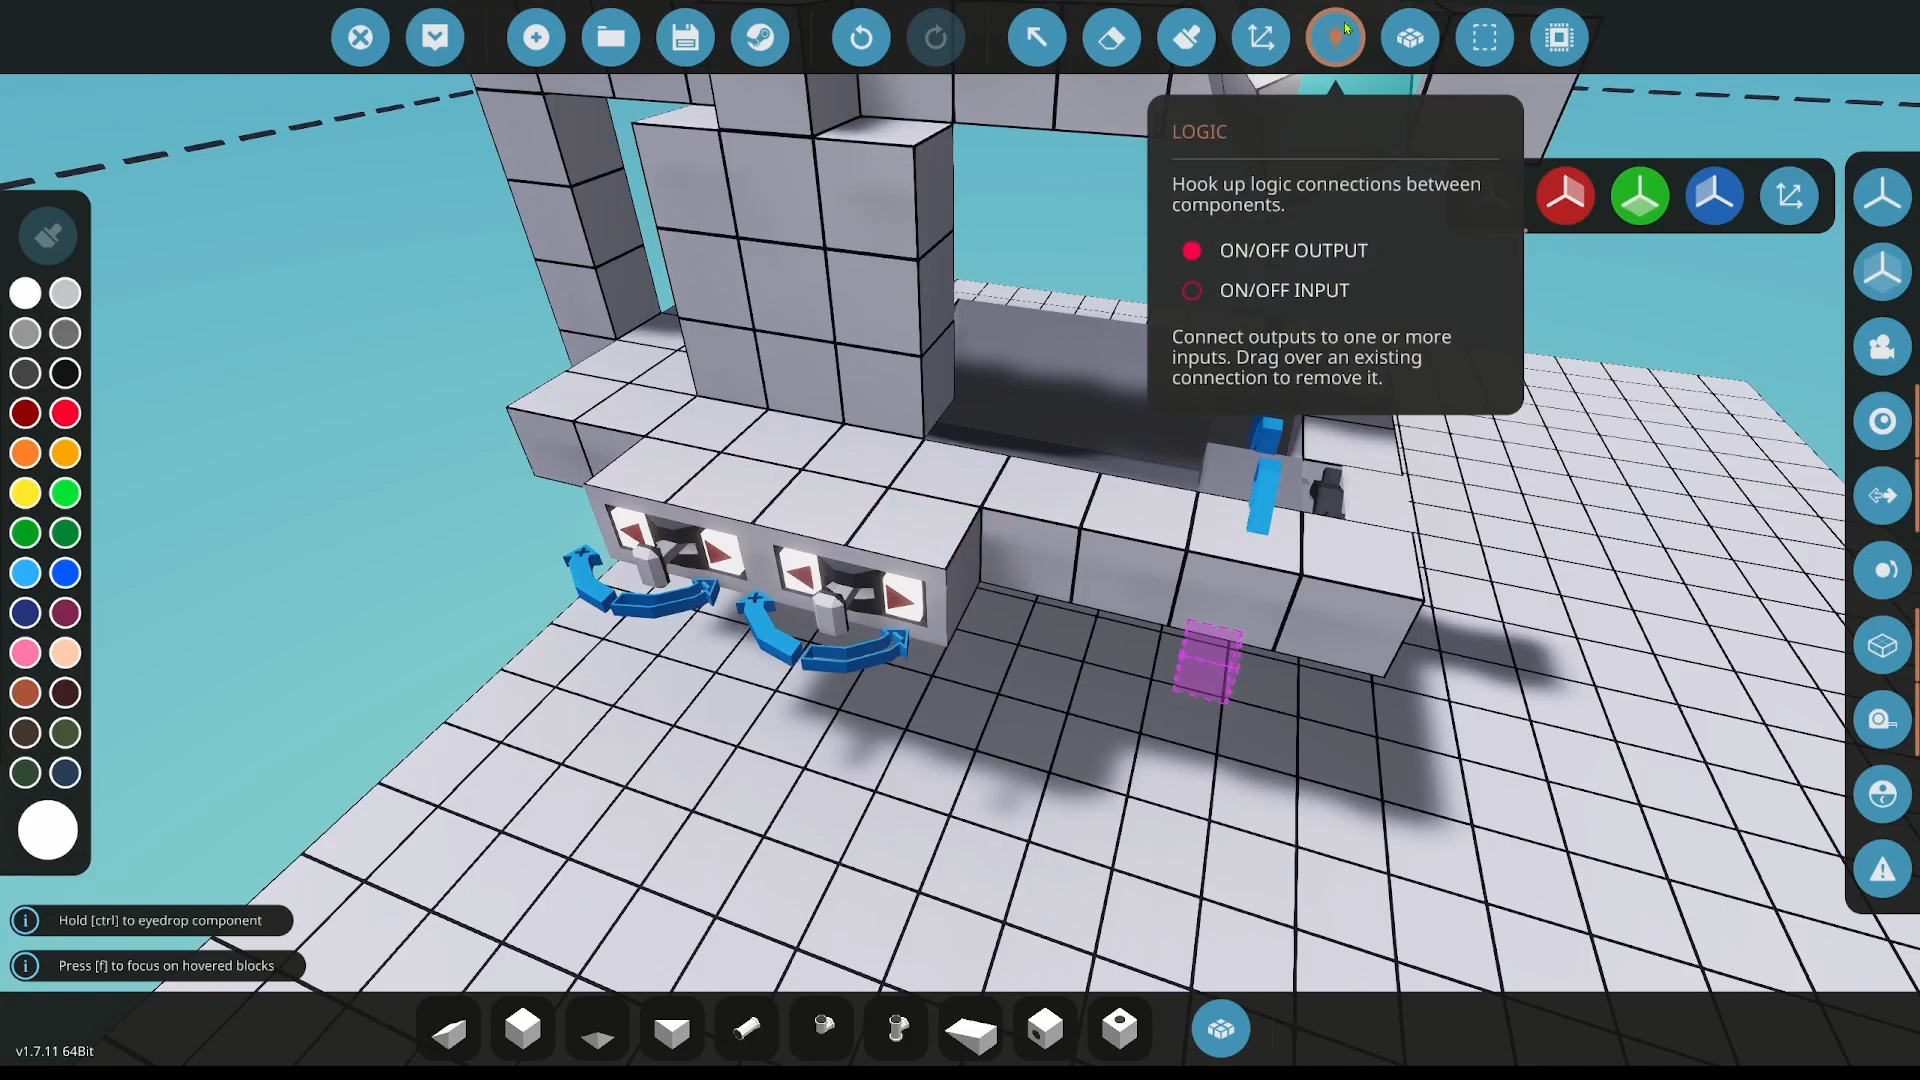 LOGIC
Hook up logic connections between
components.
ON/OFF OUTPUT
ON/OFF INPUT
Connect outputs to one or more
inputs. Drag over an existing
connection to remove it.
Hold [ctrl] to eyedrop component
Press [f] to focus on hovered blocks
v1.7.11 64Bit